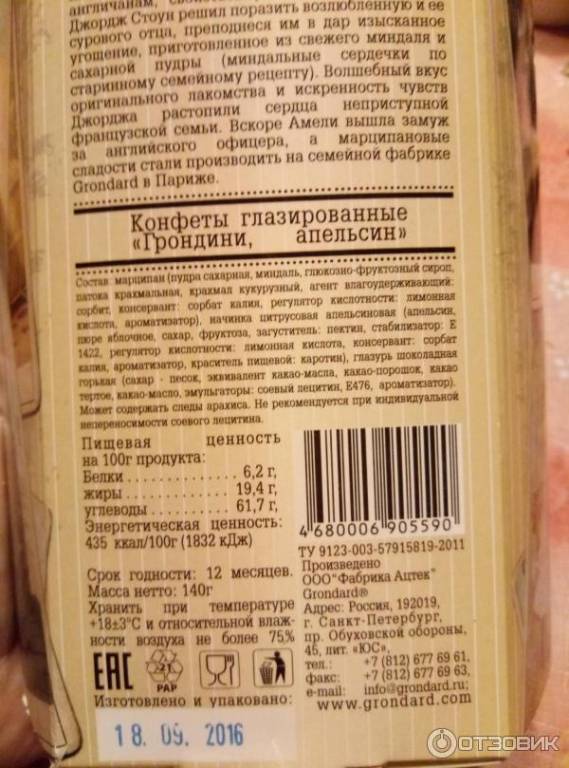 англичанам,
Джордж Стоун решил поразить возлюбленную и ее
сурового отца, преподнеся им в дар изысканное
угощение, приготовленное из свежего миндаля и
сахарной пудры (миндальные сердечки по
старинному семейному рецепту). Волшебный вкус
оригинального лакомства и искренность чувств
Джорджа растопили сердца неприступной
французской семьи. Вскоре Амели вышла замуж
за английского офицера, а марципановые
сладости стали производить на семейной фабрике
Grondard в Париже.
Конфеты глазированные
«Грондини, апельсин»
Состав: марципан (пудра сахарная, миндаль, глюкозно-фруктозный сироп,
патока крахмальная, крахмал кукурузный, агент влагоудерживающий:
сорбит, консервант: сорбат калия, регулятор кислотности: лимонная
кислота, ароматизатор), начинка цитрусовая апельсиновая (апельсин,
пюре яблочное, сахар, фруктоза, загуститель: пектин, стабилизатор: Е
1422, регулятор кислотности: лимонная кислота, консервант: сорбат
калия, ароматизатор, краситель пищевой: каротин), глазурь шоколадная
горькая (сахар - песок, эквивалент какао-масла, какао-порошок, какао
тертое, какао-масло, эмульгаторы: соевый лецитин, Е476, ароматизатор).
Может содержать следы арахиса. Не рекомендуется при индивидуальной
непереносимости соевого лецитина.
Пищевая ценность
на 100г продукта:
Белки . . . . . . . . . . . . 6,2 г,
жиры . . . . . . . . . . . 19,4 г,
углеводы . . . . . . . . 61,7 г,
Энергетическая ценность:
435 ккал/100г (1832 кДж)
Срок годности: 12 месяцев.
Масса нетто: 140г
Хранить при температуре
+18±3°С и относительной влаж-
ности воздуха не более 75%
EAC
21
PAP
Изготовлено и упаковано:
18. 09. 2016
4 680006 905590
ТУ 9123-003-57915819-2011
Произведено
ООО "Фабрика Ацтек"
Grondard®
Адрес: Россия, 192019,
г. Санкт-Петербург,
пр. Обуховской обороны,
45, лит. "ЮС",
тел.: +7 (812) 677 69 61,
факс: +7 (812) 677 69 63,
e-mail: info@grondard.ru;
www.grondard.com
ОТЗОВИК